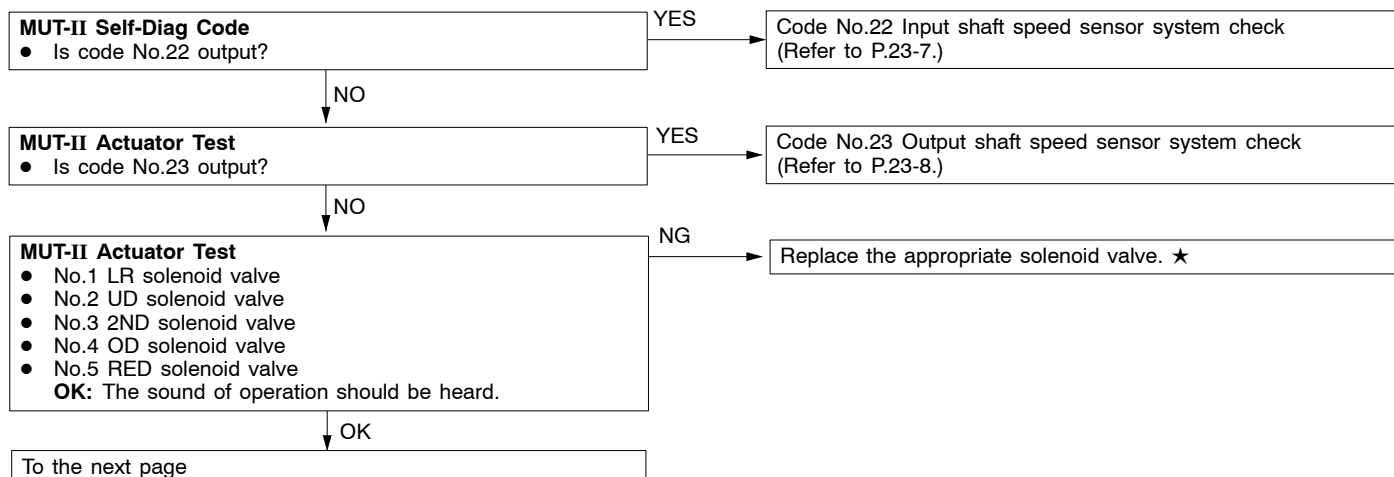 MUT-II Self-Diag Code
● Is code No.22 output?
YES
Code No.22 Input shaft speed sensor system check
(Refer to P.23-7.)
NO
MUT-II Actuator Test
● Is code No.23 output?
YES
Code No.23 Output shaft speed sensor system check
(Refer to P.23-8.)
NO
MUT-II Actuator Test
● No.1 LR solenoid valve
● No.2 UD solenoid valve
● No.3 2ND solenoid valve
● No.4 OD solenoid valve
● No.5 RED solenoid valve
OK: The sound of operation should be heard.
NG
Replace the appropriate solenoid valve. ★
OK
To the next page